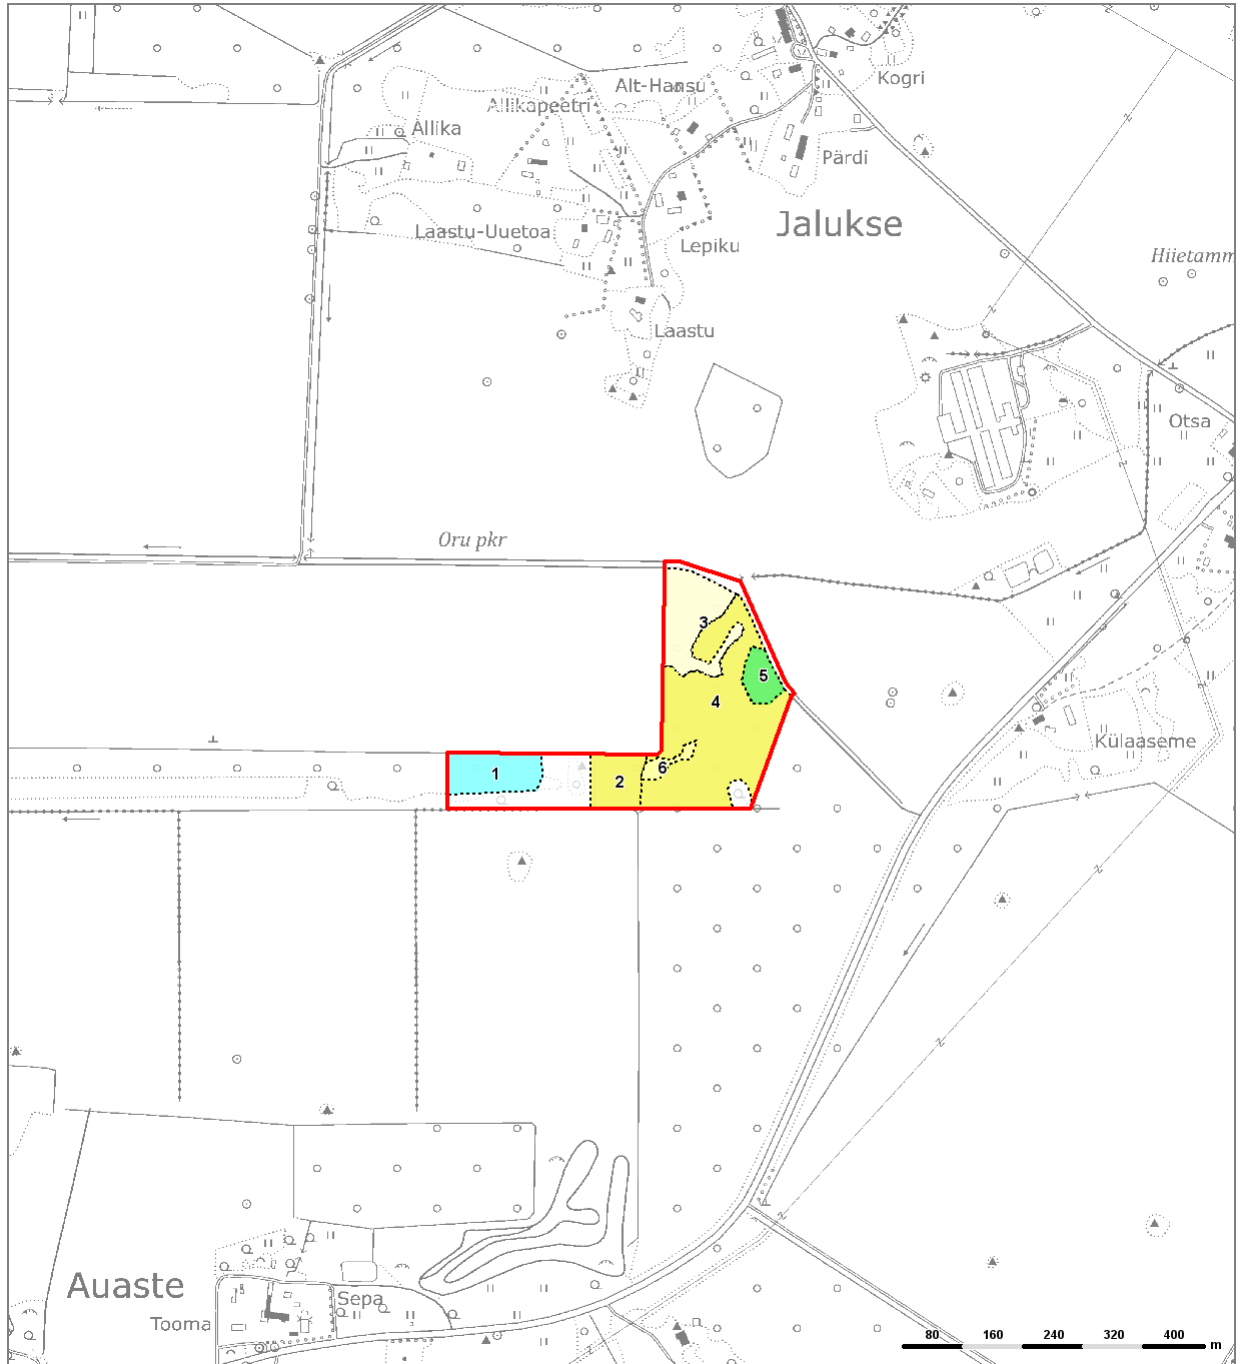 Kogri
Alt-Hansu
Allikapeetri
Allika
Pärdi
Jalukse
Laastu-Uuetoa
Lepiku
Hiietamm
Laastu
Otsa
Oru pkr
3
5
4
Külaaseme
1
2
6
Auaste
Sepa
Tooma
80 160 240 320 400 m